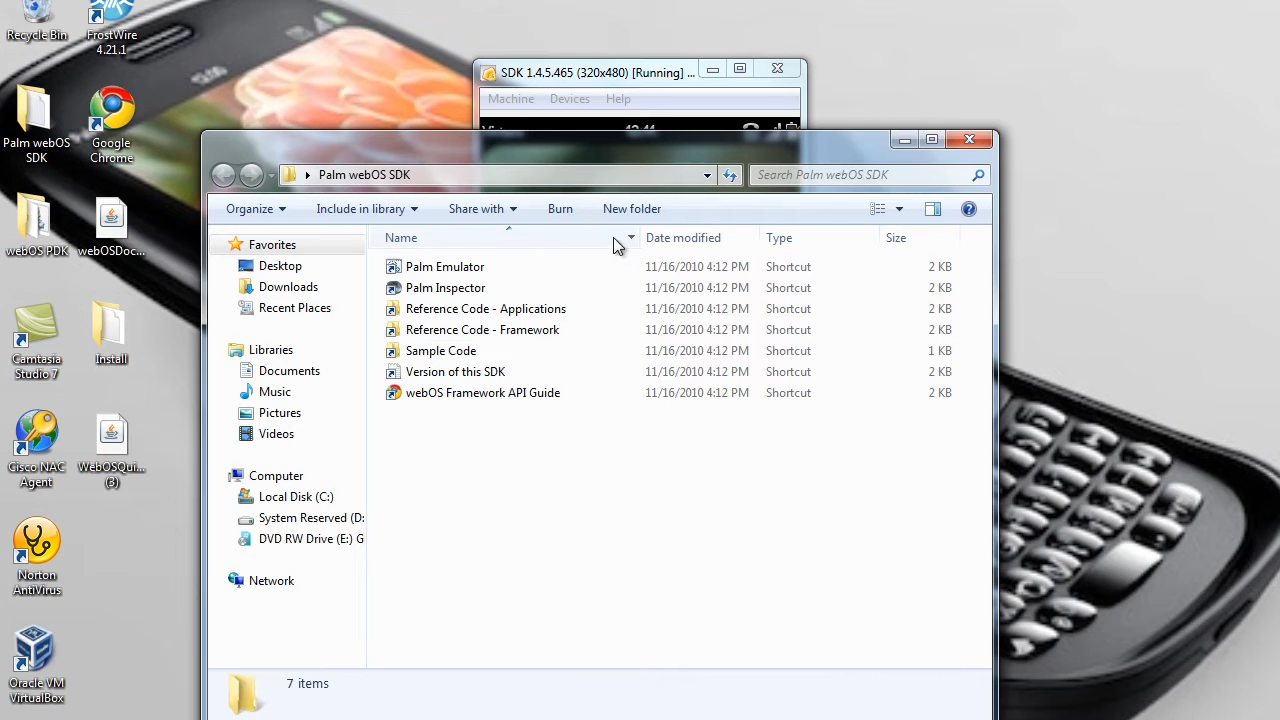 Recycle Bin
FrostWire
4.21.1
Palm webOS
SDK
Google
Chrome
webOS PDK
webOSDoc...
Camtasia
Studio 7
Install
Cisco NAC
Agent
WebOSQui...
(3)
Norton
AntiVirus
Oracle VM
VirtualBox
SDK 1.4.5.465 (320x480) [Running] ...
Machine Devices Help
Palm webOS SDK
Search Palm webOS SDK
Organize Include in library Share with Burn New folder
Name Date modified Type Size
Favorites
Desktop
Downloads
Recent Places
Libraries
Documents
Music
Pictures
Videos
Computer
Local Disk (C:)
System Reserved (D:
DVD RW Drive (E:) G
Network
Palm Emulator 11/16/2010 4:12 PM Shortcut 2 KB
Palm Inspector 11/16/2010 4:12 PM Shortcut 2 KB
Reference Code - Applications 11/16/2010 4:12 PM Shortcut 2 KB
Reference Code - Framework 11/16/2010 4:12 PM Shortcut 2 KB
Sample Code 11/16/2010 4:12 PM Shortcut 1 KB
Version of this SDK 11/16/2010 4:12 PM Shortcut 2 KB
webOS Framework API Guide 11/16/2010 4:12 PM Shortcut 2 KB
7 items